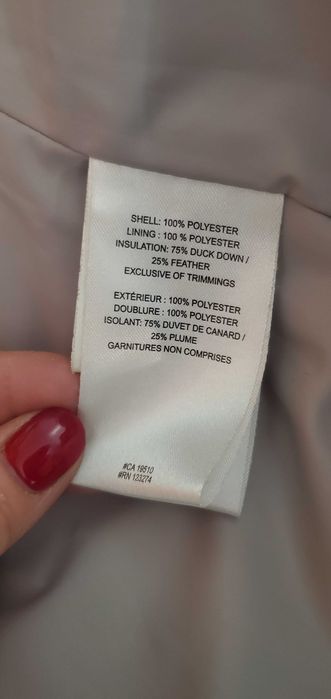 SHELL: 100% POLYESTER
LINING : 100 % POLYESTER
INSULATION: 75% DUCK DOWN /
25% FEATHER
EXCLUSIVE OF TRIMMINGS
EXTÉRIEUR : 100% POLYESTER
DOUBLURE : 100% POLYESTER
ISOLANT: 75% DUVET DE CANARD /
25% PLUME
GARNITURES NON COMPRISES
#CA 19510
#RN 123274